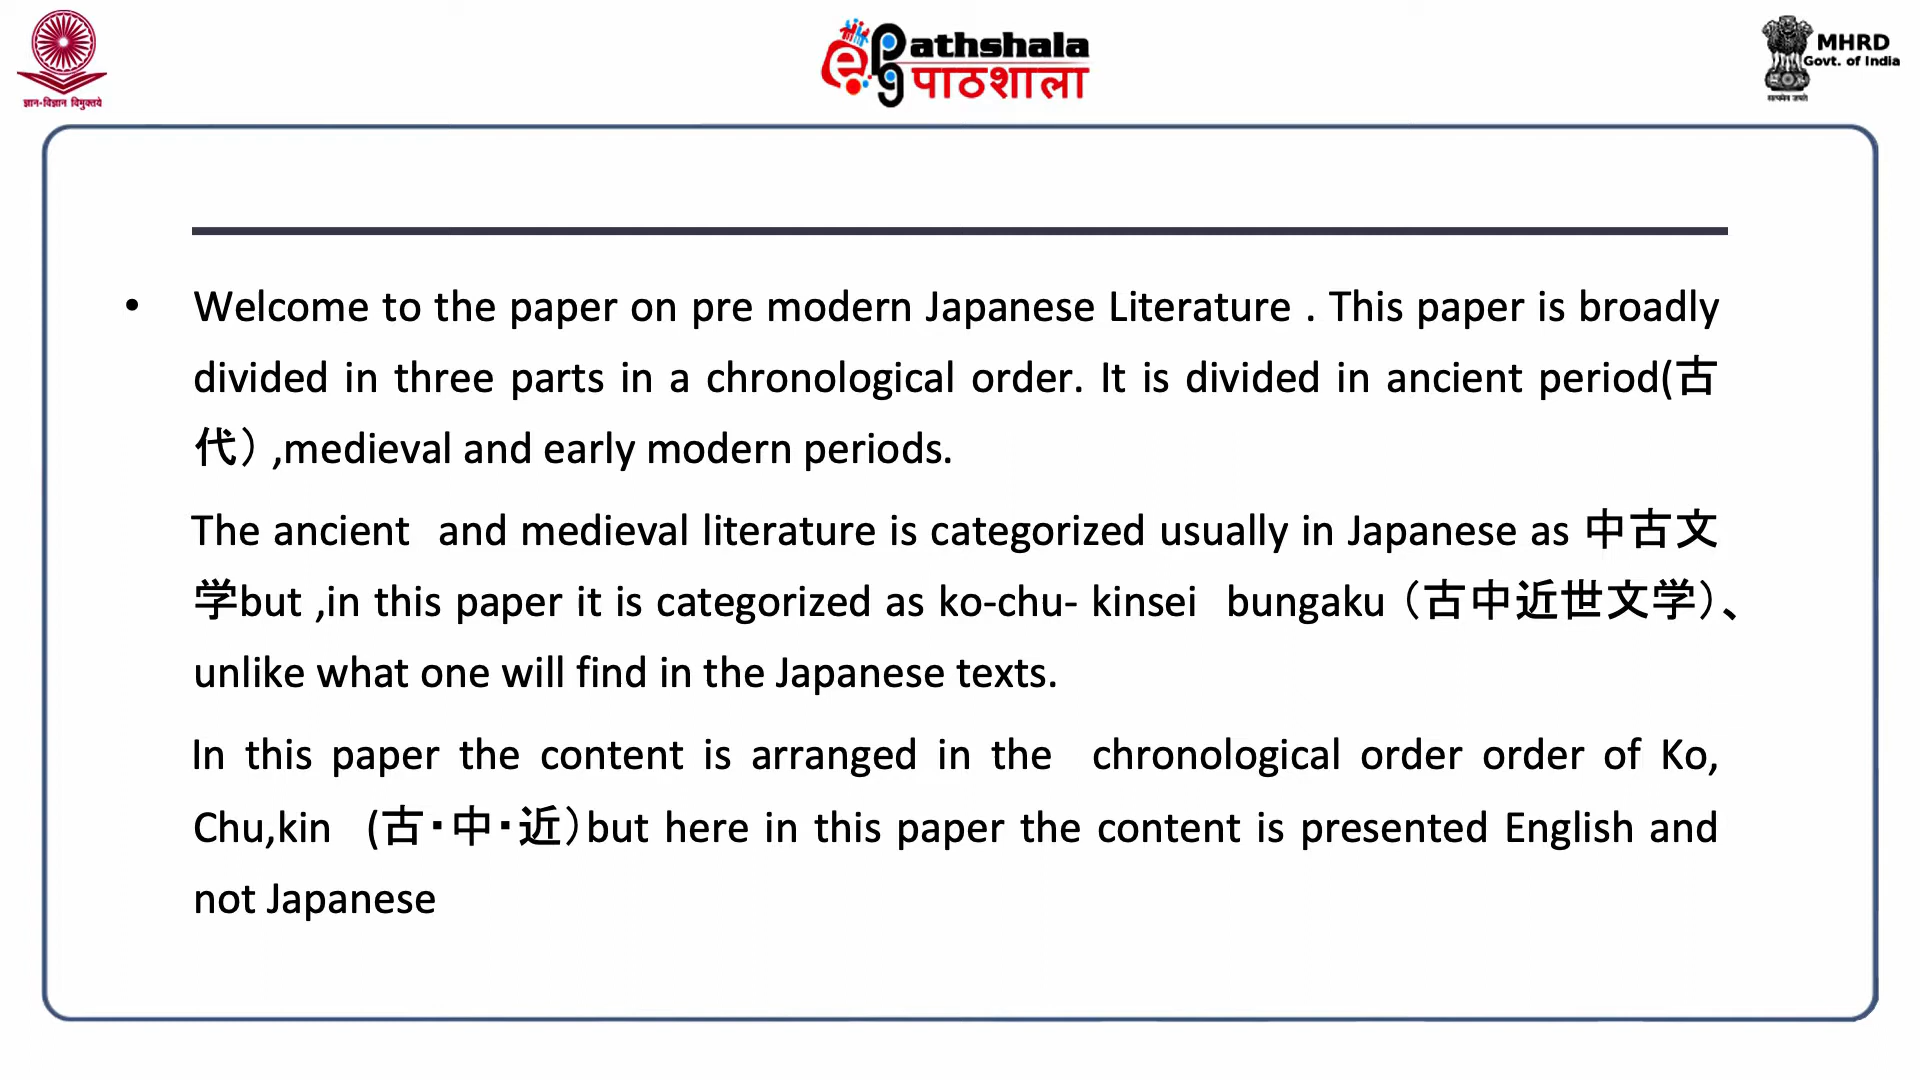 ज्ञान-विज्ञान विमुक्तये
ePG athshala
पाठशाला
MHRD
Govt. of India
सत्यमेव जयते
• Welcome to the paper on pre modern Japanese Literature . This paper is broadly
divided in three parts in a chronological order. It is divided in ancient period(古
代） ,medieval and early modern periods.
The ancient and medieval literature is categorized usually in Japanese as 中古文
学but ,in this paper it is categorized as ko-chu- kinsei bungaku（古中近世文学）、
unlike what one will find in the Japanese texts.
In this paper the content is arranged in the chronological order order of Ko,
Chu,kin (古・中・近）but here in this paper the content is presented English and
not Japanese